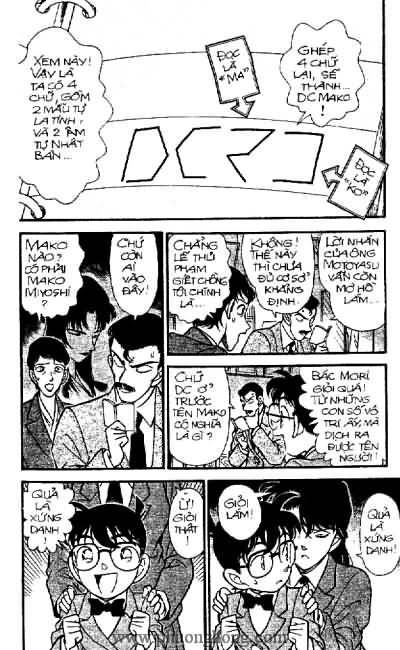 XEM NÀY!
VẬY LÀ
TA CÓ 4
CHỮ, GỒM
2 MẪU TỰ
LA TINH,
VÀ 2 ÂM
TỰ NHẬT
BẢN...
ĐỌC
LÀ
"MA"
GHÉP
4 CHỮ
LẠI, SẼ
THÀNH...
DC MAKO
!
DCマコ
ĐỌC
LÀ
"KO"
MAKO
NÀO?
CÓ PHẢI
MAKO
MIYOSHI
?
CHỨ
CÒN
AI
VÀO
ĐÂY!
CHẲNG
LẼ THỦ
PHẠM
GIẾT CHỒNG
TÔI CHÍNH
LÀ...
KHÔNG!
THẾ NÀY
THÌ CHƯA
ĐỦ CƠ SỞ
KHẲNG
ĐỊNH.
LỜI NHẮN
CỦA ÔNG
MOTOYASU
VẪN CÒN
MƠ HỒ
LẮM...
CHỮ
DC Ở
TRƯỚC
TÊN MAKO
CÓ NGHĨA
LÀ GÌ?
BÁC MORI
GIỎI QUÁ!
TỪ NHỮNG
CON SỐ VÔ
TRI ẤY, MÀ
DỊCH RA
ĐƯỢC TÊN
NGƯỜI!
QUẢ
LÀ
XỨNG
DANH
?
Ừ!
GIỎI
THẬT
!
GIỎI
LẮM!
QUẢ
LÀ
XỨNG
DANH!